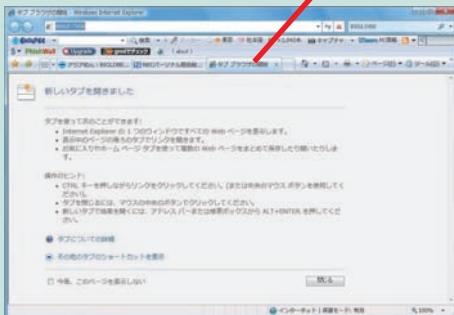 タブ ブラウズの開始 - Windows Internet Explorer
BIGLOBE
新しいタブを開きました
タブを使って次のことができます:
Internet Explorer の 1 つのウィンドウですべての Web ページを表示します。
表示中のページの後ろのタブでリンクを開きます。
お気に入りやホーム ページ タブを使って複数の Web ページをまとめて保存したり開いたりします。
操作のヒント:
CTRL キーを押しながらリンクをクリックしてください。(または中央のマウス ボタンを使用してください)。
タブを閉じるには、マウスの中央のボタンでクリックしてください。
新しいタブで結果を開くには、アドレス バーまたは検索ボックスから ALT+ENTER を押してください。
タブについての詳細
その他のタブのショートカットを表示
今後、このページを表示しない
閉じる
インターネット | 保護モード: 無効
100%